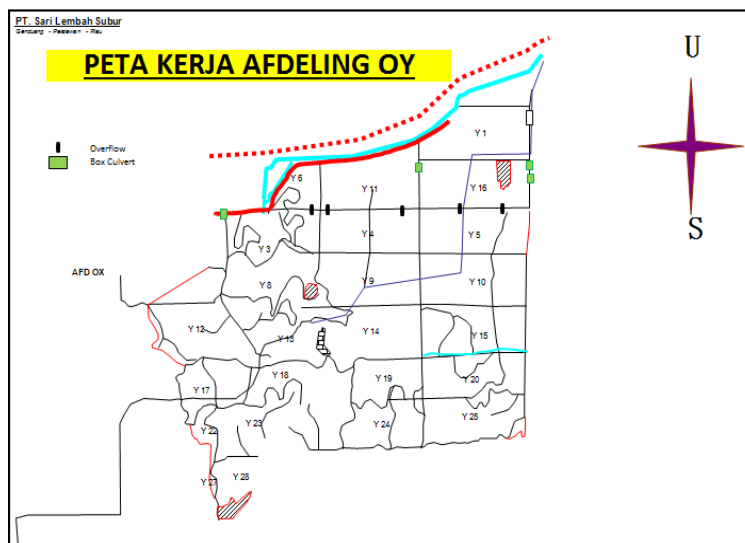 PT. Sari Lembah Subur
Genduang - Pelalawan - Riau
PETA KERJA AFDELING OY
U
S
Overflow
Box Culvert
AFD OX
Y 1
Y 6
Y 11
Y 16
Y 3
Y 4
Y 5
Y 8
Y 9
Y 10
Y 12
Y 13
Y 14
Y 15
Y 17
Y 18
Y 19
Y 20
Y 22
Y 23
Y 24
Y 25
Y 27
Y 28